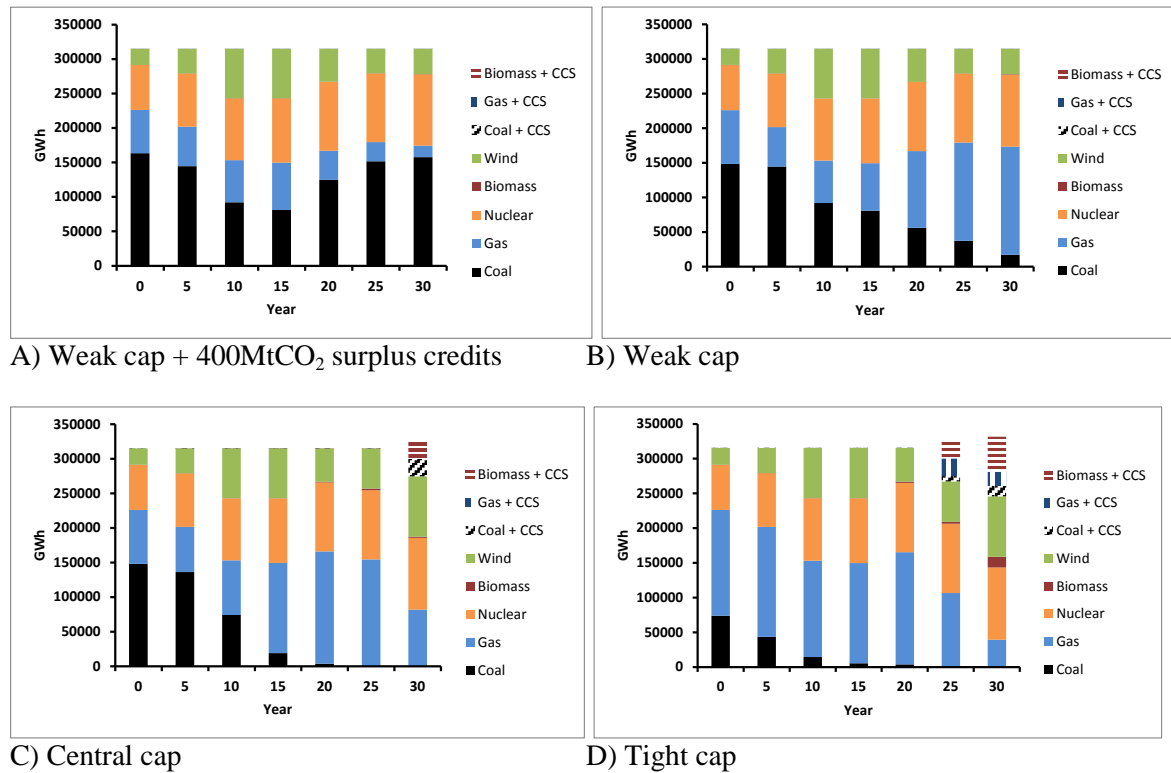 350000
300000
250000
200000
150000
100000
50000
0
GWh
0 5 10 15 20 25 30
Year
Biomass + CCS
Gas + CCS
Coal + CCS
Wind
Biomass
Nuclear
Gas
Coal
A) Weak cap + 400MtCO₂ surplus credits
350000
300000
250000
200000
150000
100000
50000
0
GWh
0 5 10 15 20 25 30
Year
Biomass + CCS
Gas + CCS
Coal + CCS
Wind
Biomass
Nuclear
Gas
Coal
B) Weak cap
350000
300000
250000
200000
150000
100000
50000
0
GWh
0 5 10 15 20 25 30
Year
Biomass + CCS
Gas + CCS
Coal + CCS
Wind
Biomass
Nuclear
Gas
Coal
C) Central cap
350000
300000
250000
200000
150000
100000
50000
0
GWh
0 5 10 15 20 25 30
Year
Biomass + CCS
Gas + CCS
Coal + CCS
Wind
Biomass
Nuclear
Gas
Coal
D) Tight cap